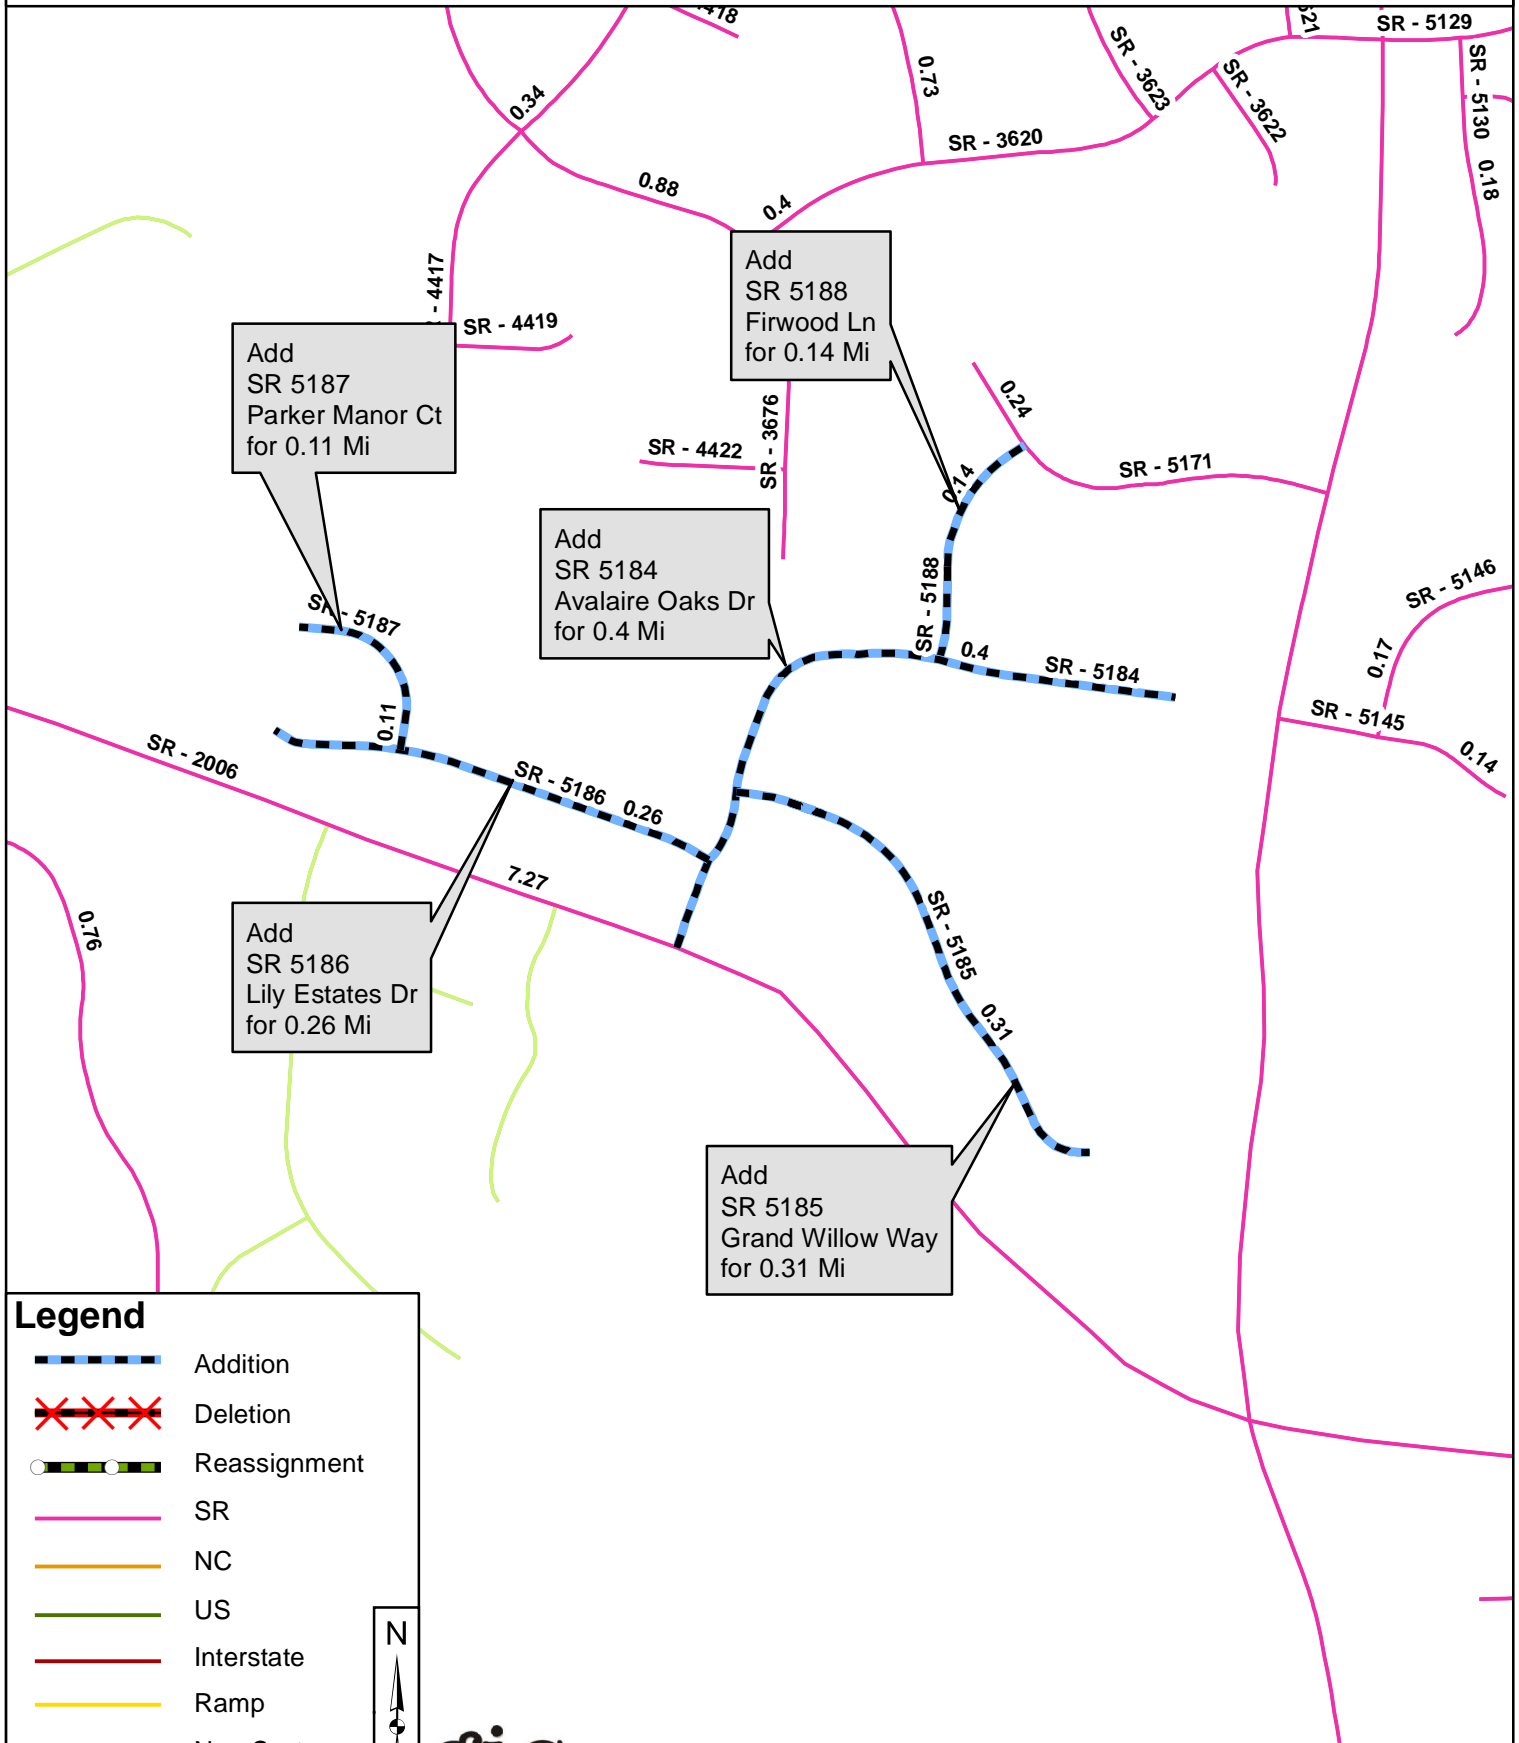 SR - 5129
SR - 3623
SR - 3622
SR - 5130
0.18
0.73
0.34
SR - 3620
0.88
0.4
4417
SR - 4419
Add
SR 5188
Firwood Ln
for 0.14 Mi
Add
SR 5187
Parker Manor Ct
for 0.11 Mi
SR - 3676
SR - 4422
0.24
SR - 5171
0.14
Add
SR 5184
Avalaire Oaks Dr
for 0.4 Mi
SR - 5188
SR - 5146
0.17
SR - 5187
0.4
SR - 5184
0.11
SR - 5145
0.14
SR - 2006
SR - 5186
0.26
7.27
0.76
SR - 5185
0.31
Add
SR 5186
Lily Estates Dr
for 0.26 Mi
Add
SR 5185
Grand Willow Way
for 0.31 Mi
Legend
Addition
Deletion
Reassignment
SR
NC
US
Interstate
Ramp
N